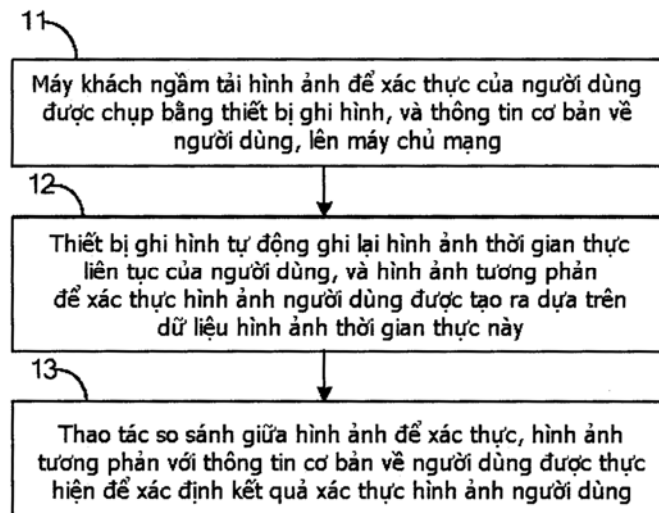 11
Máy khách ngầm tải hình ảnh để xác thực của người dùng
được chụp bằng thiết bị ghi hình, và thông tin cơ bản về
người dùng, lên máy chủ mạng
12
Thiết bị ghi hình tự động ghi lại hình ảnh thời gian thực
liên tục của người dùng, và hình ảnh tương phản
để xác thực hình ảnh người dùng được tạo ra dựa trên
dữ liệu hình ảnh thời gian thực này
13
Thao tác so sánh giữa hình ảnh để xác thực, hình ảnh
tương phản với thông tin cơ bản về người dùng được thực
hiện để xác định kết quả xác thực hình ảnh người dùng